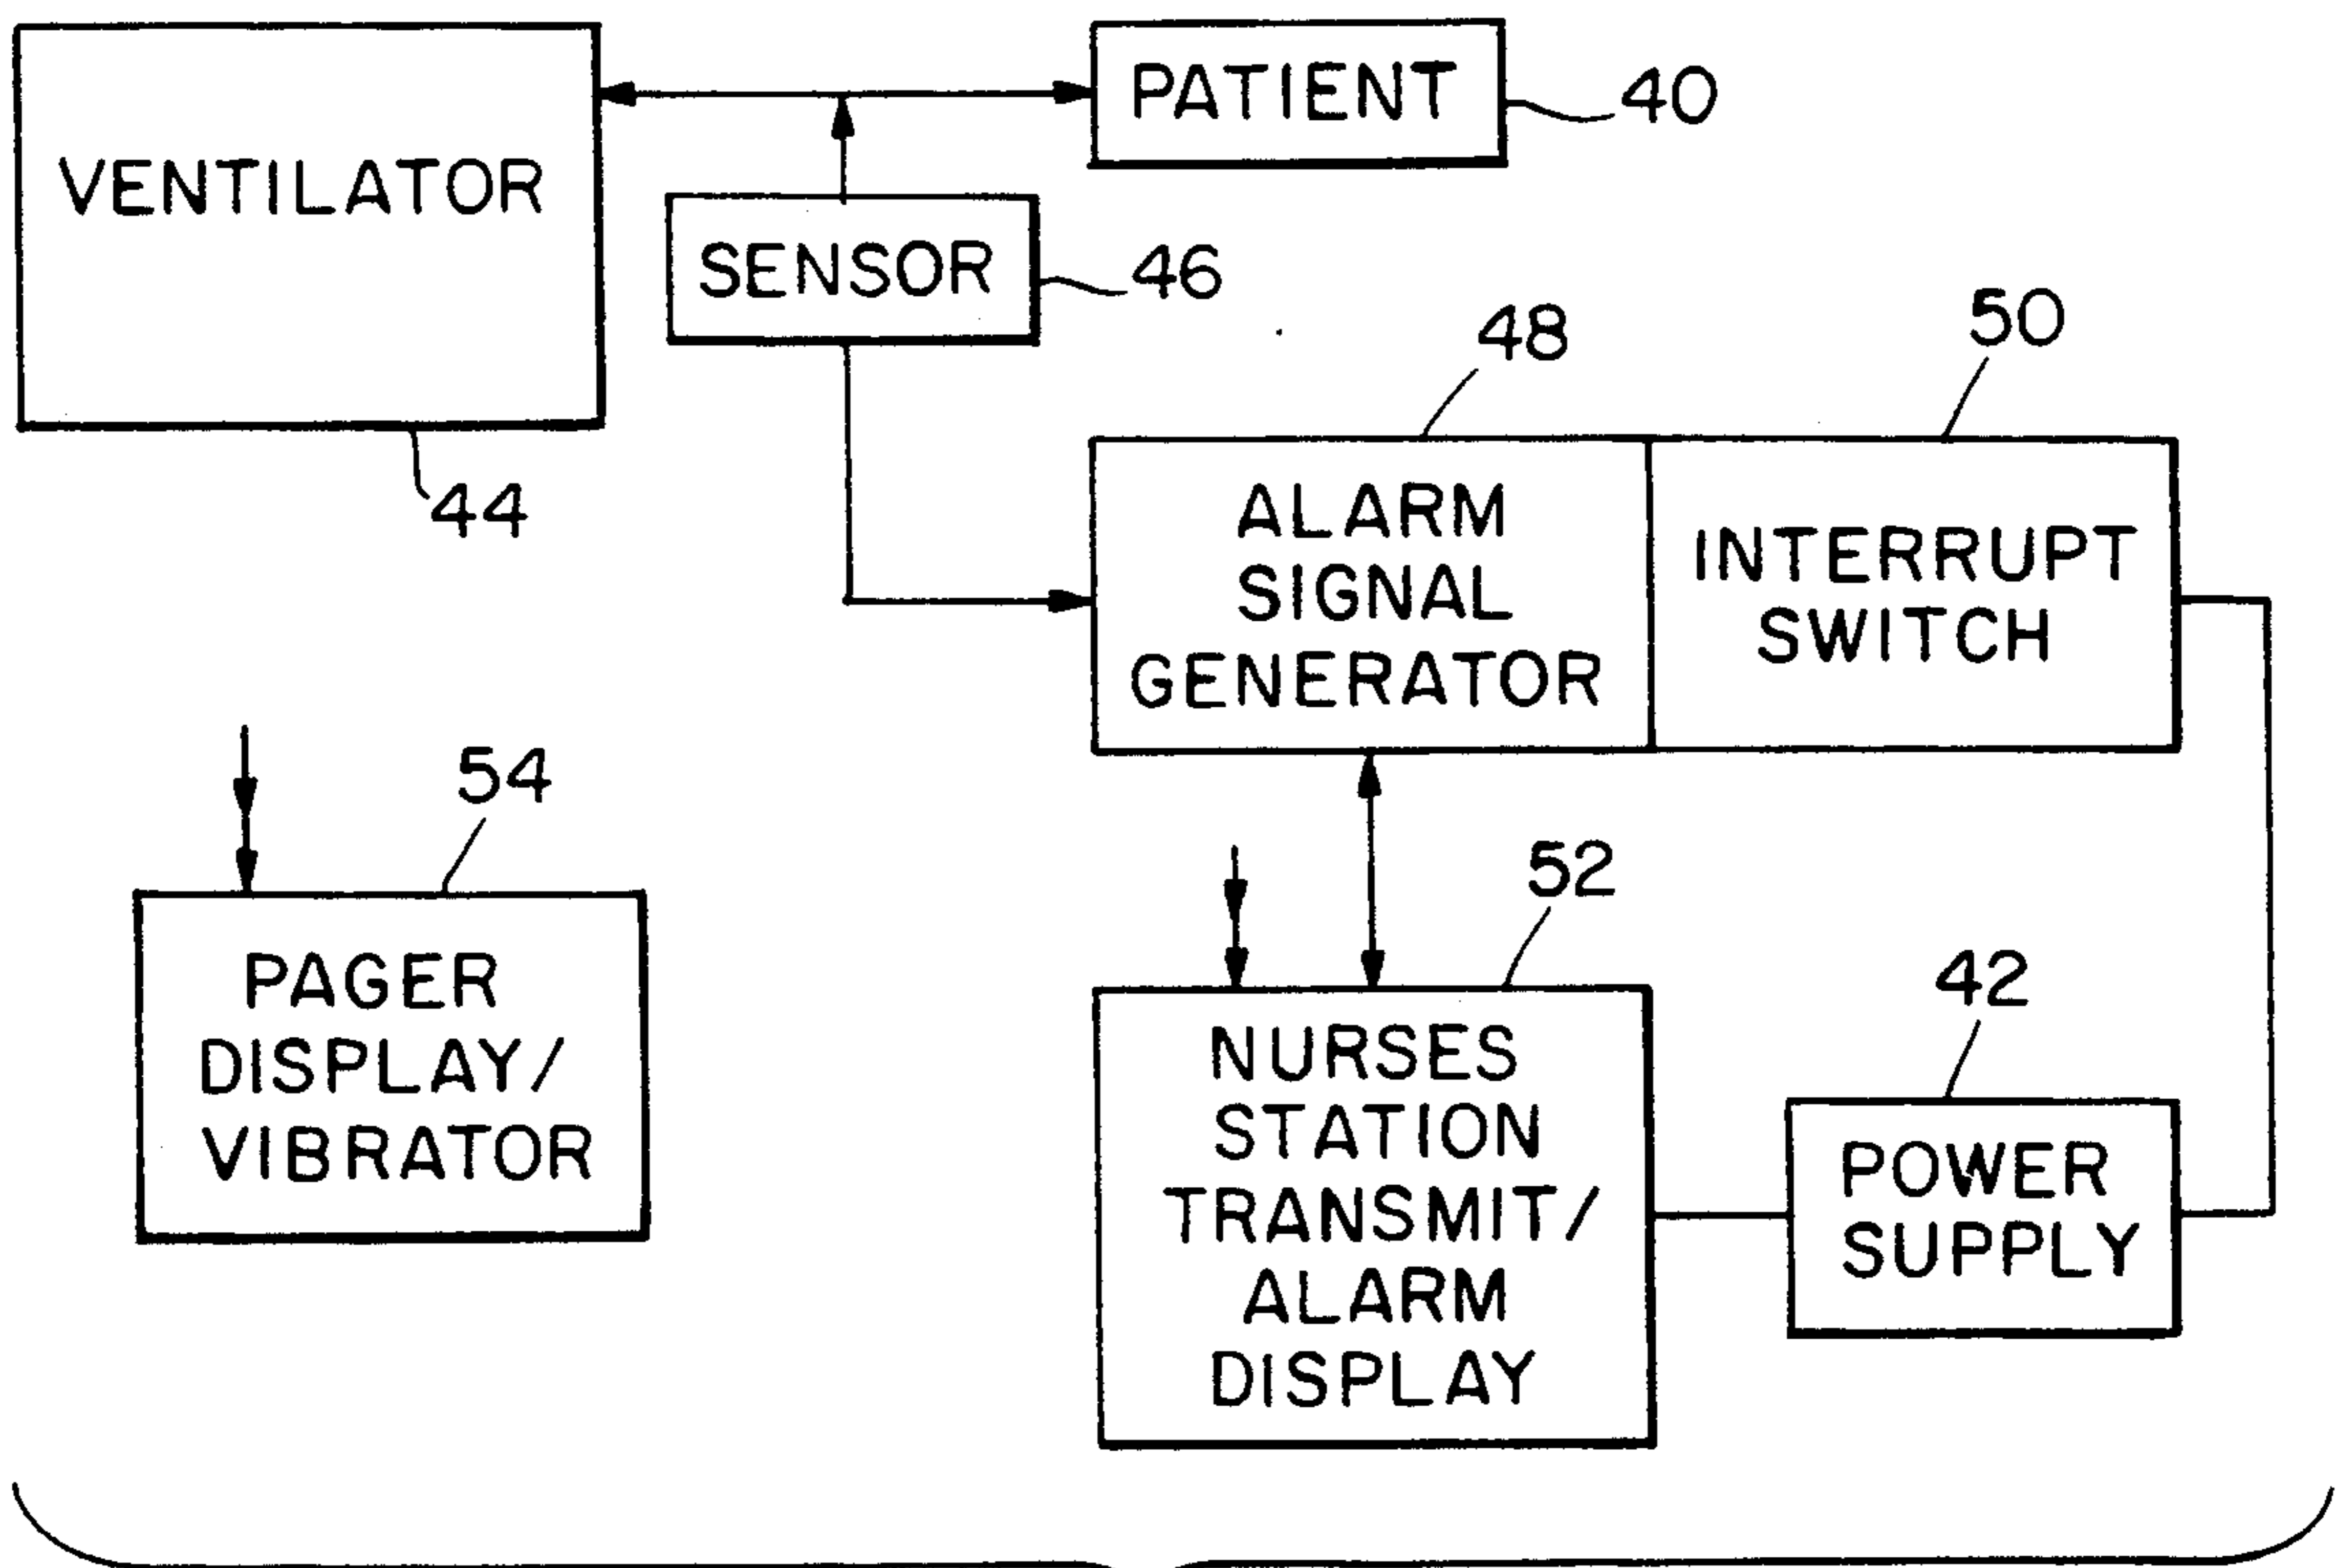 PATIENT
40
VENTILATOR
SENSOR
46
48
50
44
ALARM
SIGNAL
GENERATOR
INTERRUPT
SWITCH
54
52
42
PAGER
DISPLAY/
VIBRATOR
NURSES
STATION
TRANSMIT/
ALARM
DISPLAY
POWER
SUPPLY